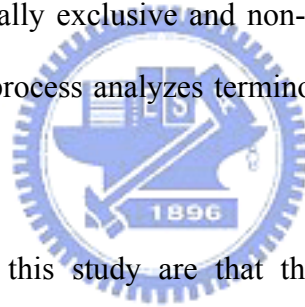 ally exclusive and non-
process analyzes termino
E S
1896
this study are that th